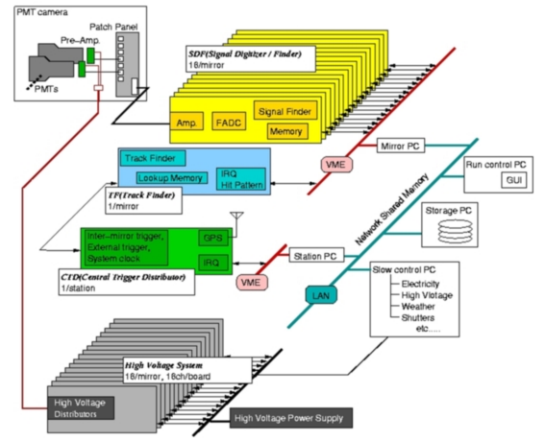 PMT camera
Patch Panel
Pre-Amp.
PMTs
SDF(Signal Digitizer / Finder)
16/mirror
Amp.
FADC
Signal Finder
Memory
Track Finder
Lookup Memory
IRQ
Hit Pattern
TF(Track Finder)
1/mirror
VME
Mirror PC
Run control PC
GUI
Network Shared Memory
Storage PC
Inter-mirror trigger,
External trigger,
System clock
GPS
IRQ
CTD(Central Trigger Distributor)
1/station
VME
Station PC
LAN
Slow control PC
Electricity
High Vlotage
Weather
Shutters
etc.....
High Voltage System
16/mirror, 16ch/board
High Voltage
Distributors
High Voltage Power Supply